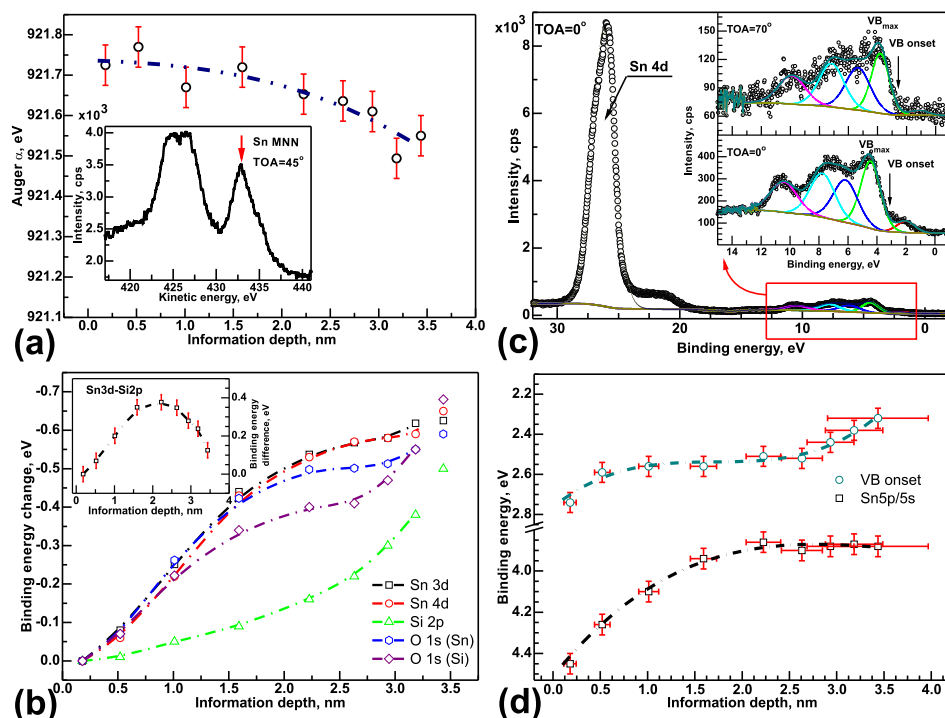 921.8
921.7
921.6
921.5
921.4
921.3
921.2
921.1
Auger α, eV
0.0 0.5 1.0 1.5 2.0 2.5 3.0 3.5 4.0
Information depth, nm
(a)
×10³
4.0
3.5
3.0
2.5
2.0
Intensity, cps
Sn MNN
TOA=45°
420 430 440
Kinetic energy, eV
×10³
TOA=0°
8
6
4
2
0
Intensity, cps
Sn 4d
30 20 10 0
Binding energy, eV
(c)
TOA=70°
VBmax
VB onset
150
120
90
60
Intensity, cps
TOA=0°
VBmax
VB onset
400
300
200
100
14 12 10 8 6 4 2 0
Binding energy, eV
-0.7
-0.6
-0.5
-0.4
-0.3
-0.2
-0.1
0.0
Binding energy change, eV
0.0 0.5 1.0 1.5 2.0 2.5 3.0 3.5
Information depth, nm
(b)
Sn3d-Si2p
0.4
0.2
0.0
Binding energy
difference, eV
0 1 2 3 4
Information depth, nm
Sn 3d
Sn 4d
Si 2p
O 1s (Sn)
O 1s (Si)
2.2
2.4
2.6
2.8
4.0
4.2
4.4
Binding energy, eV
VB onset
Sn5p/5s
0.0 0.5 1.0 1.5 2.0 2.5 3.0 3.5 4.0
Information depth, nm
(d)